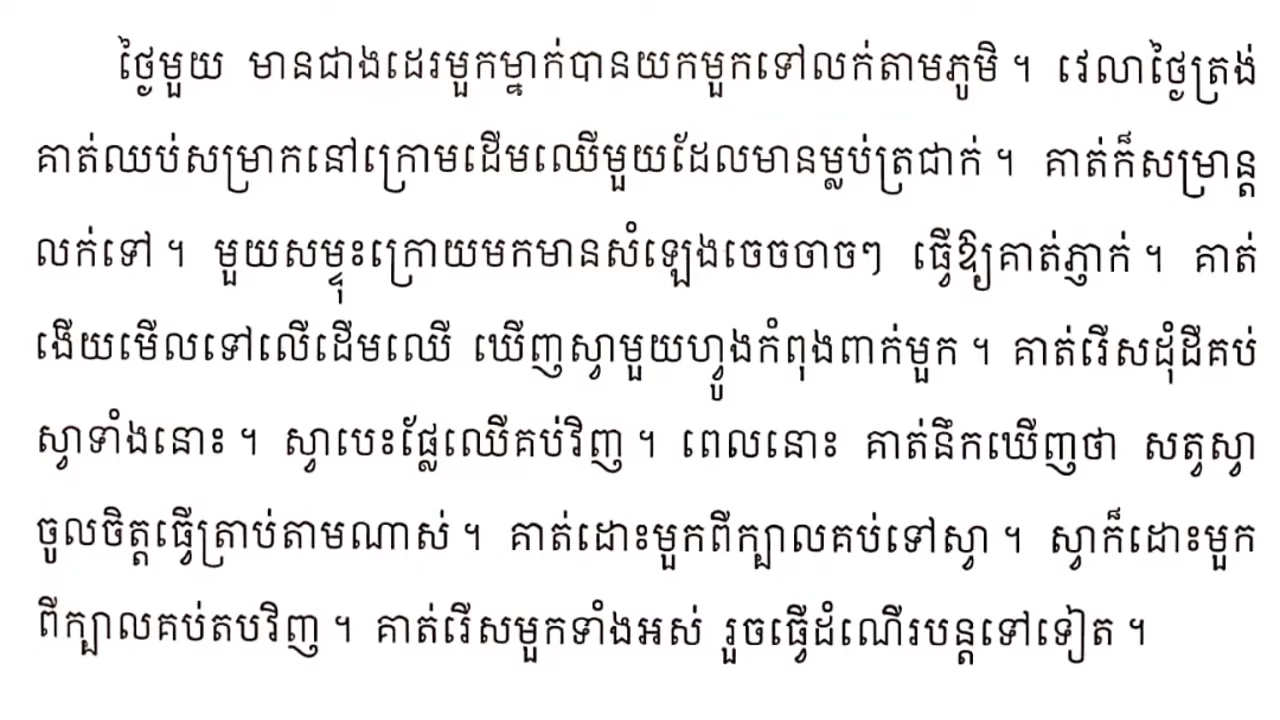 ថ្ងៃមួយ មានជាងដេរមួកម្នាក់បានយកមួកទៅលក់តាមភូមិ ។ វេលាថ្ងៃត្រង់
គាត់ឈប់សម្រាកនៅក្រោមដើមឈើមួយដែលមានម្លប់ត្រជាក់ ។ គាត់ក៏សម្រាន្ត
លក់ទៅ ។ មួយសម្ទុះក្រោយមកមានសំឡេងចេចចាចៗ ធ្វើឱ្យគាត់ភ្ញាក់ ។ គាត់
ងើយមើលទៅលើដើមឈើ ឃើញស្វាមួយហ្វូងកំពុងពាក់មួក ។ គាត់រើសដុំដីគប់
ស្វាទាំងនោះ ។ ស្វាបេះផ្លែឈើគប់វិញ ។ ពេលនោះ គាត់នឹកឃើញថា សត្វស្វា
ចូលចិត្តធ្វើត្រាប់តាមណាស់ ។ គាត់ដោះមួកពីក្បាលគប់ទៅស្វា ។ ស្វាក៏ដោះមួក
ពីក្បាលគប់តបវិញ ។ គាត់រើសមួកទាំងអស់ រួចធ្វើដំណើរបន្តទៅទៀត ។